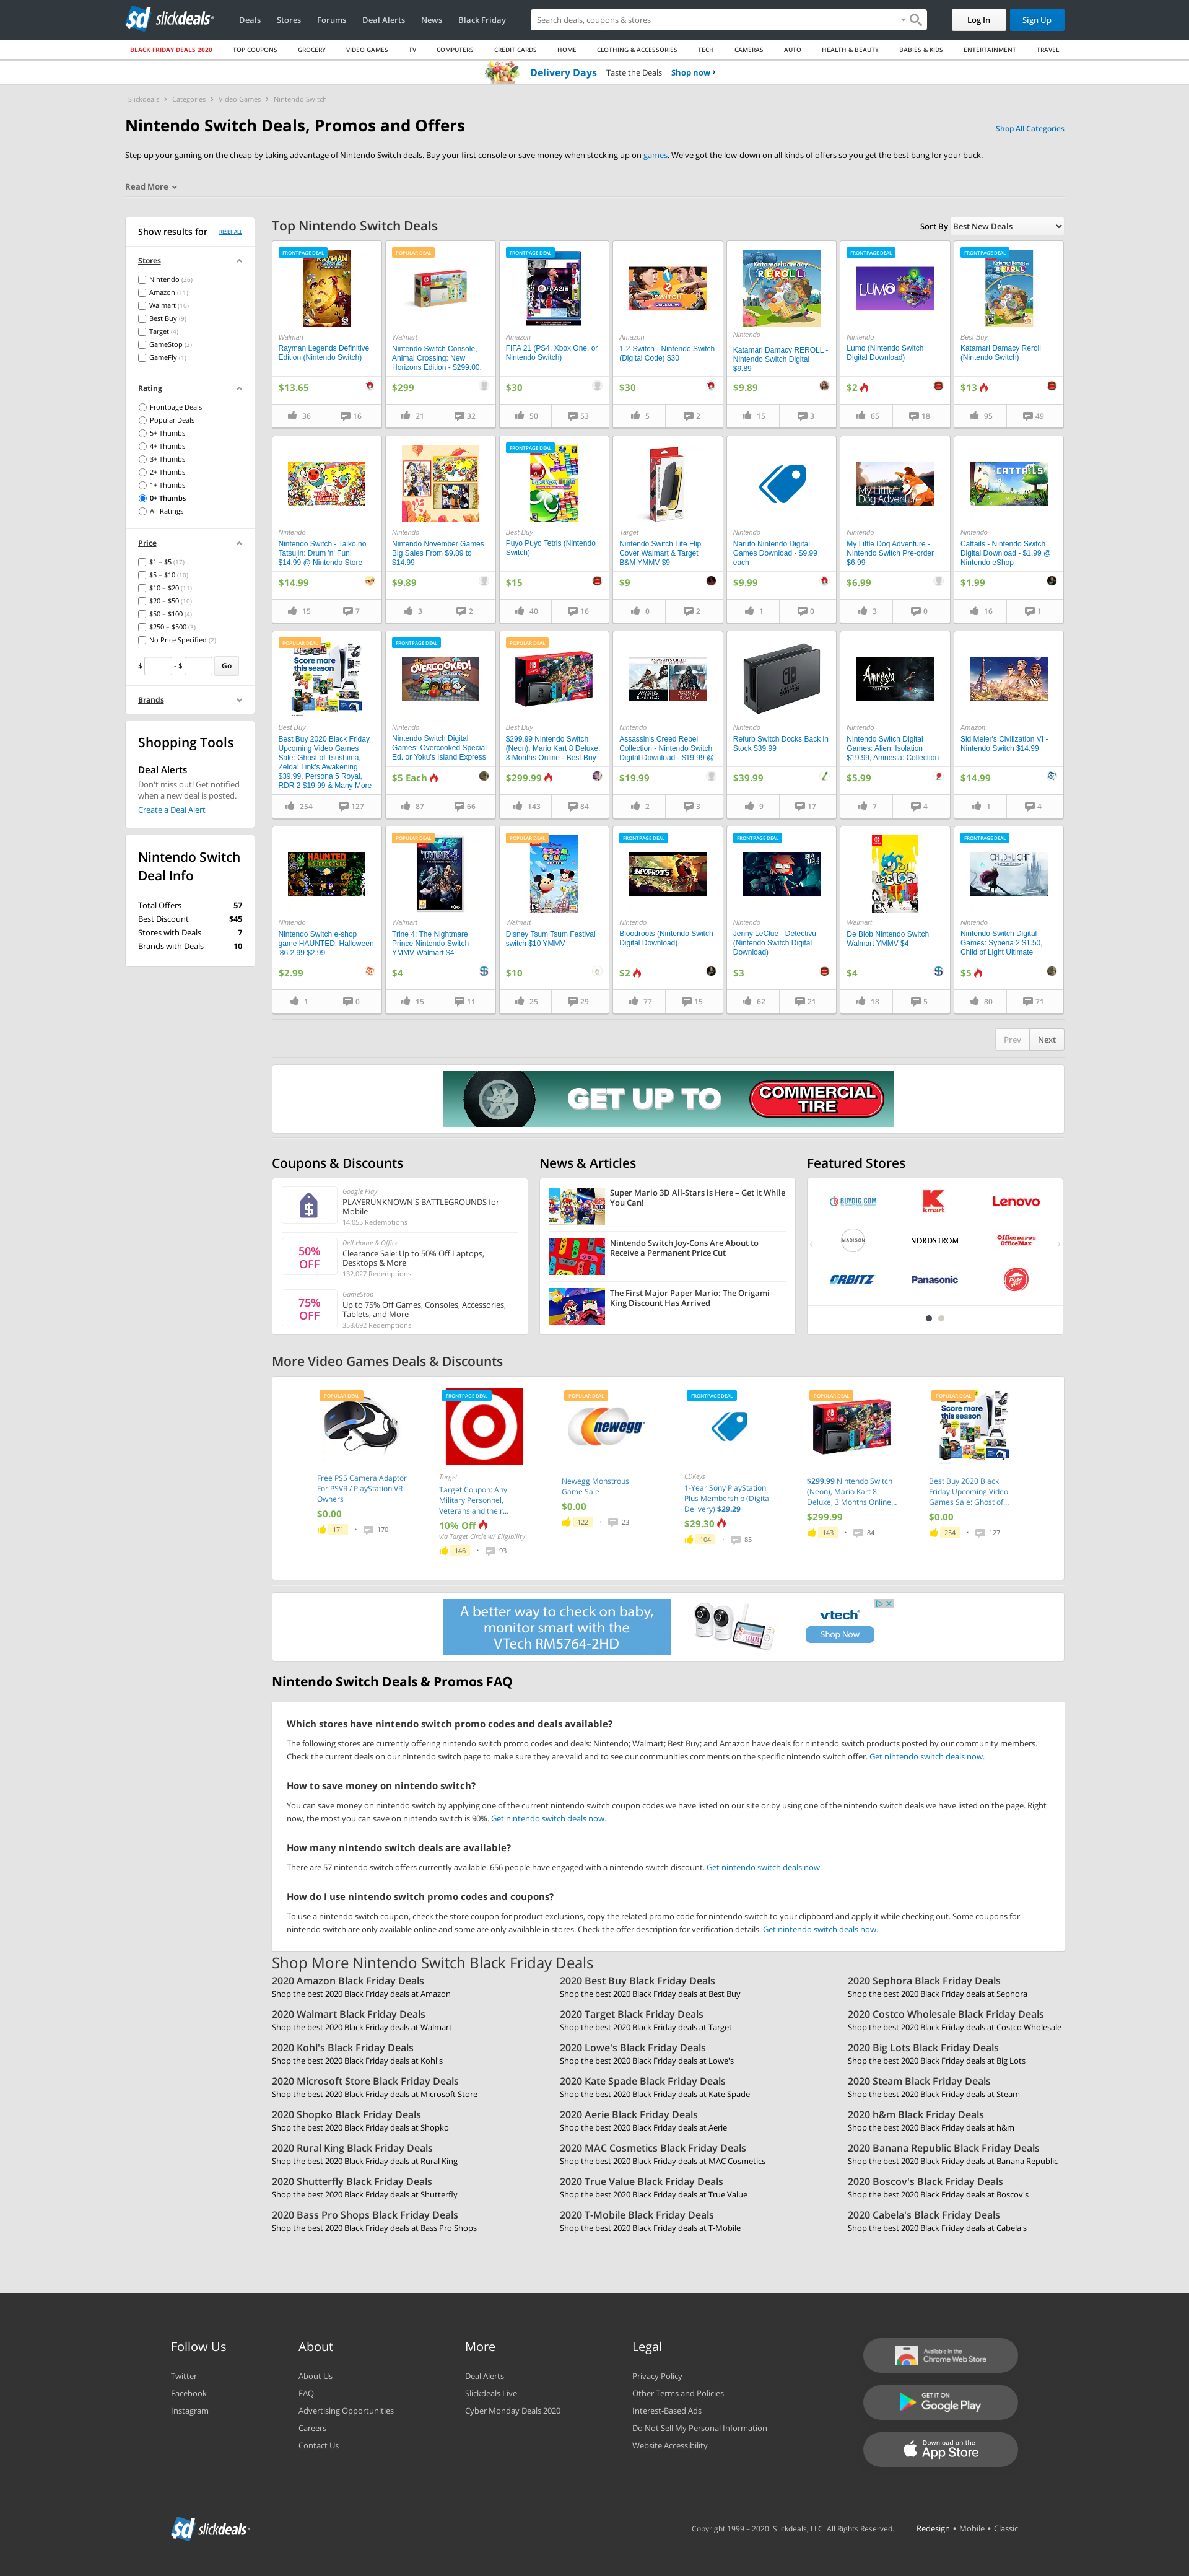 slickdeals
Deals Stores Forums Deal Alerts News Black Friday
Search deals, coupons & stores
Log In
Sign Up
BLACK FRIDAY DEALS 2020 TOP COUPONS GROCERY VIDEO GAMES TV COMPUTERS CREDIT CARDS HOME CLOTHING & ACCESSORIES TECH CAMERAS AUTO HEALTH & BEAUTY BABIES & KIDS ENTERTAINMENT TRAVEL
Delivery Days Taste the Deals Shop now ›
Slickdeals › Categories › Video Games › Nintendo Switch
Nintendo Switch Deals, Promos and Offers
Shop All Categories
Step up your gaming on the cheap by taking advantage of Nintendo Switch deals. Buy your first console or save money when stocking up on games. We've got the low-down on all kinds of offers so you get the best bang for your buck.
Read More
Show results for RESET ALL
Stores
Nintendo (26)
Amazon (11)
Walmart (10)
Best Buy (9)
Target (4)
GameStop (2)
GameFly (1)
Rating
Frontpage Deals
Popular Deals
5+ Thumbs
4+ Thumbs
3+ Thumbs
2+ Thumbs
1+ Thumbs
0+ Thumbs
All Ratings
Price
$1 – $5 (17)
$5 – $10 (10)
$10 – $20 (11)
$20 – $50 (10)
$50 – $100 (4)
$250 – $500 (3)
No Price Specified (2)
$ - $ Go
Brands
Shopping Tools
Deal Alerts
Don't miss out! Get notified
when a new deal is posted.
Create a Deal Alert
Nintendo Switch
Deal Info
Total Offers 57
Best Discount $45
Stores with Deals 7
Brands with Deals 10
Top Nintendo Switch Deals
Sort By Best New Deals
FRONTPAGE DEAL
Walmart
Rayman Legends Definitive
Edition (Nintendo Switch)
$13.65
36 16
POPULAR DEAL
Walmart
Nintendo Switch Console,
Animal Crossing: New
Horizons Edition - $299.00.
$299
21 32
FRONTPAGE DEAL
Amazon
FIFA 21 (PS4, Xbox One, or
Nintendo Switch)
$30
50 53
Amazon
1-2-Switch - Nintendo Switch
(Digital Code) $30
$30
5 2
Nintendo
Katamari Damacy REROLL -
Nintendo Switch Digital
$9.89
$9.89
15 3
FRONTPAGE DEAL
LUMO
Nintendo
Lumo (Nintendo Switch
Digital Download)
$2
65 18
FRONTPAGE DEAL
Best Buy
Katamari Damacy Reroll
(Nintendo Switch)
$13
95 49
Nintendo
Nintendo Switch - Taiko no
Tatsujin: Drum 'n' Fun!
$14.99 @ Nintendo Store
$14.99
15 7
Nintendo
Nintendo November Games
Big Sales From $9.89 to
$14.99
$9.89
3 2
FRONTPAGE DEAL
Best Buy
Puyo Puyo Tetris (Nintendo
Switch)
$15
40 16
Target
Nintendo Switch Lite Flip
Cover Walmart & Target
B&M YMMV $9
$9
0 2
Nintendo
Naruto Nintendo Digital
Games Download - $9.99
each
$9.99
1 0
My Little
Dog Adventure
Nintendo
My Little Dog Adventure -
Nintendo Switch Pre-order
$6.99
$6.99
3 0
CATTAILS
Nintendo
Cattails - Nintendo Switch
Digital Download - $1.99 @
Nintendo eShop
$1.99
16 1
POPULAR DEAL
Score more
this season
Best Buy
Best Buy 2020 Black Friday
Upcoming Video Games
Sale: Ghost of Tsushima,
Zelda: Link's Awakening
$39.99, Persona 5 Royal,
RDR 2 $19.99 & Many More
254 127
FRONTPAGE DEAL
OVERCOOKED!
Nintendo
Nintendo Switch Digital
Games: Overcooked Special
Ed. or Yoku's Island Express
$5 Each
87 66
POPULAR DEAL
Best Buy
$299.99 Nintendo Switch
(Neon), Mario Kart 8 Deluxe,
3 Months Online - Best Buy
$299.99
143 84
Nintendo
Assassin's Creed Rebel
Collection - Nintendo Switch
Digital Download - $19.99 @
$19.99
2 3
Nintendo
Refurb Switch Docks Back in
Stock $39.99
$39.99
9 17
Amnesia
Nintendo
Nintendo Switch Digital
Games: Alien: Isolation
$19.99, Amnesia: Collection
$5.99
7 4
Amazon
Sid Meier's Civilization VI -
Nintendo Switch $14.99
$14.99
1 4
HAUNTED
Nintendo
Nintendo Switch e-shop
game HAUNTED: Halloween
'86 2.99 $2.99
$2.99
1 0
POPULAR DEAL
Walmart
Trine 4: The Nightmare
Prince Nintendo Switch
YMMV Walmart $4
$4
15 11
POPULAR DEAL
Walmart
Disney Tsum Tsum Festival
switch $10 YMMV
$10
25 29
FRONTPAGE DEAL
BLOODROOTS
Nintendo
Bloodroots (Nintendo Switch
Digital Download)
$2
77 15
FRONTPAGE DEAL
Nintendo
Jenny LeClue - Detectivu
(Nintendo Switch Digital
Download)
$3
62 21
Walmart
De Blob Nintendo Switch
Walmart YMMV $4
$4
18 5
FRONTPAGE DEAL
CHILD of LIGHT
Nintendo
Nintendo Switch Digital
Games: Syberia 2 $1.50,
Child of Light Ultimate
$5
80 71
Prev Next
GET UP TO
COMMERCIAL TIRE
Coupons & Discounts
Google Play
PLAYERUNKNOWN'S BATTLEGROUNDS for
Mobile
14,055 Redemptions
50% OFF
Dell Home & Office
Clearance Sale: Up to 50% Off Laptops,
Desktops & More
132,027 Redemptions
75% OFF
GameStop
Up to 75% Off Games, Consoles, Accessories,
Tablets, and More
358,692 Redemptions
News & Articles
Super Mario 3D All-Stars is Here – Get it While
You Can!
Nintendo Switch Joy-Cons Are About to
Receive a Permanent Price Cut
The First Major Paper Mario: The Origami
King Discount Has Arrived
Featured Stores
BUYDIG.COM
kmart
Lenovo
MADISON
NORDSTROM
Office DEPOT
OfficeMax
ORBITZ
Panasonic
More Video Games Deals & Discounts
POPULAR DEAL
Free PS5 Camera Adaptor
For PSVR / PlayStation VR
Owners
$0.00
171 · 170
FRONTPAGE DEAL
Target
Target Coupon: Any
Military Personnel,
Veterans and their...
10% Off
via Target Circle w/ Eligibility
146 · 93
POPULAR DEAL
newegg
Newegg Monstrous
Game Sale
$0.00
122 · 23
FRONTPAGE DEAL
CDKeys
1-Year Sony PlayStation
Plus Membership (Digital
Delivery) $29.29
$29.30
104 · 85
POPULAR DEAL
$299.99 Nintendo Switch
(Neon), Mario Kart 8
Deluxe, 3 Months Online...
$299.99
143 · 84
POPULAR DEAL
Score more
this season
Best Buy 2020 Black
Friday Upcoming Video
Games Sale: Ghost of...
$0.00
254 · 127
A better way to check on baby,
monitor smart with the
VTech RM5764-2HD
vtech
Shop Now
Nintendo Switch Deals & Promos FAQ
Which stores have nintendo switch promo codes and deals available?
The following stores are currently offering nintendo switch promo codes and deals: Nintendo; Walmart; Best Buy; and Amazon have deals for nintendo switch products posted by our community members.
Check the current deals on our nintendo switch page to make sure they are valid and to see our communities comments on the specific nintendo switch offer. Get nintendo switch deals now.
How to save money on nintendo switch?
You can save money on nintendo switch by applying one of the current nintendo switch coupon codes we have listed on our site or by using one of the nintendo switch deals we have listed on the page. Right
now, the most you can save on nintendo switch is 90%. Get nintendo switch deals now.
How many nintendo switch deals are available?
There are 57 nintendo switch offers currently available. 656 people have engaged with a nintendo switch discount. Get nintendo switch deals now.
How do I use nintendo switch promo codes and coupons?
To use a nintendo switch coupon, check the store coupon for product exclusions, copy the related promo code for nintendo switch to your clipboard and apply it while checking out. Some coupons for
nintendo switch are only available online and some are only available in stores. Check the offer description for verification details. Get nintendo switch deals now.
Shop More Nintendo Switch Black Friday Deals
2020 Amazon Black Friday Deals
Shop the best 2020 Black Friday deals at Amazon
2020 Best Buy Black Friday Deals
Shop the best 2020 Black Friday deals at Best Buy
2020 Sephora Black Friday Deals
Shop the best 2020 Black Friday deals at Sephora
2020 Walmart Black Friday Deals
Shop the best 2020 Black Friday deals at Walmart
2020 Target Black Friday Deals
Shop the best 2020 Black Friday deals at Target
2020 Costco Wholesale Black Friday Deals
Shop the best 2020 Black Friday deals at Costco Wholesale
2020 Kohl's Black Friday Deals
Shop the best 2020 Black Friday deals at Kohl's
2020 Lowe's Black Friday Deals
Shop the best 2020 Black Friday deals at Lowe's
2020 Big Lots Black Friday Deals
Shop the best 2020 Black Friday deals at Big Lots
2020 Microsoft Store Black Friday Deals
Shop the best 2020 Black Friday deals at Microsoft Store
2020 Kate Spade Black Friday Deals
Shop the best 2020 Black Friday deals at Kate Spade
2020 Steam Black Friday Deals
Shop the best 2020 Black Friday deals at Steam
2020 Shopko Black Friday Deals
Shop the best 2020 Black Friday deals at Shopko
2020 Aerie Black Friday Deals
Shop the best 2020 Black Friday deals at Aerie
2020 h&m Black Friday Deals
Shop the best 2020 Black Friday deals at h&m
2020 Rural King Black Friday Deals
Shop the best 2020 Black Friday deals at Rural King
2020 MAC Cosmetics Black Friday Deals
Shop the best 2020 Black Friday deals at MAC Cosmetics
2020 Banana Republic Black Friday Deals
Shop the best 2020 Black Friday deals at Banana Republic
2020 Shutterfly Black Friday Deals
Shop the best 2020 Black Friday deals at Shutterfly
2020 True Value Black Friday Deals
Shop the best 2020 Black Friday deals at True Value
2020 Boscov's Black Friday Deals
Shop the best 2020 Black Friday deals at Boscov's
2020 Bass Pro Shops Black Friday Deals
Shop the best 2020 Black Friday deals at Bass Pro Shops
2020 T-Mobile Black Friday Deals
Shop the best 2020 Black Friday deals at T-Mobile
2020 Cabela's Black Friday Deals
Shop the best 2020 Black Friday deals at Cabela's
Follow Us
Twitter
Facebook
Instagram
About
About Us
FAQ
Advertising Opportunities
Careers
Contact Us
More
Deal Alerts
Slickdeals Live
Cyber Monday Deals 2020
Legal
Privacy Policy
Other Terms and Policies
Interest-Based Ads
Do Not Sell My Personal Information
Website Accessibility
Available in the
Chrome Web Store
GET IT ON
Google Play
Download on the
App Store
slickdeals
Copyright 1999 – 2020. Slickdeals, LLC. All Rights Reserved.
Redesign • Mobile • Classic